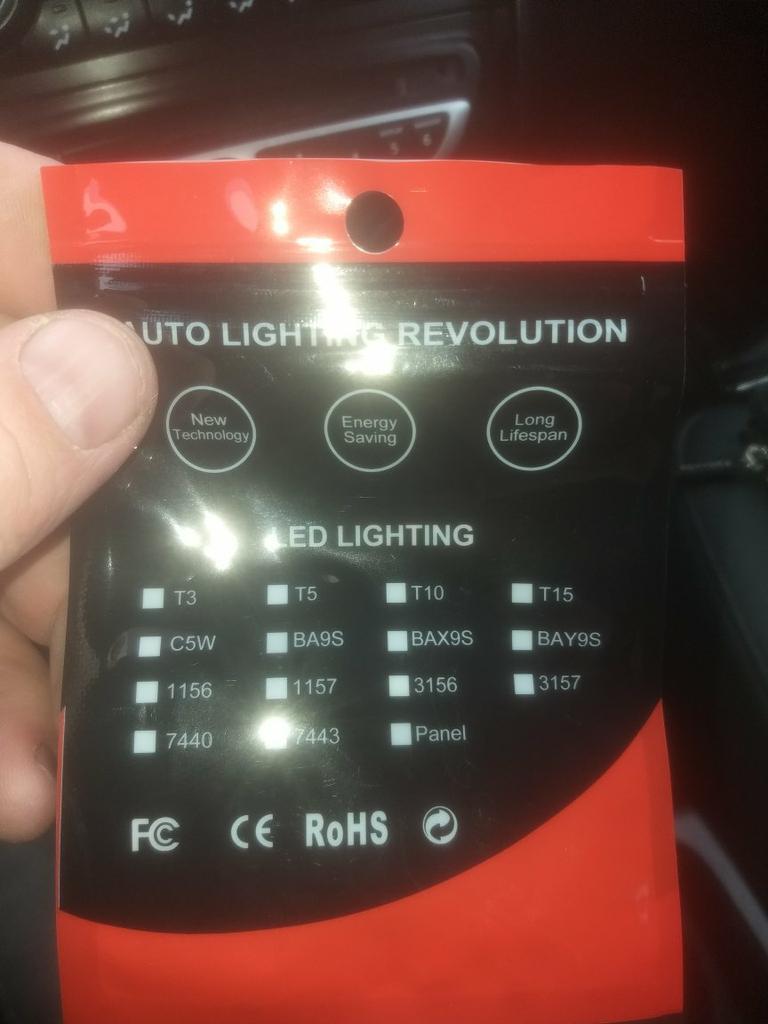 AUTO LIGHTING REVOLUTION
New Technology
Energy Saving
Long Lifespan
LED LIGHTING
T3 T5 T10 T15
C5W BA9S BAX9S BAY9S
1156 1157 3156 3157
7440 7443 Panel
FC CE RoHS